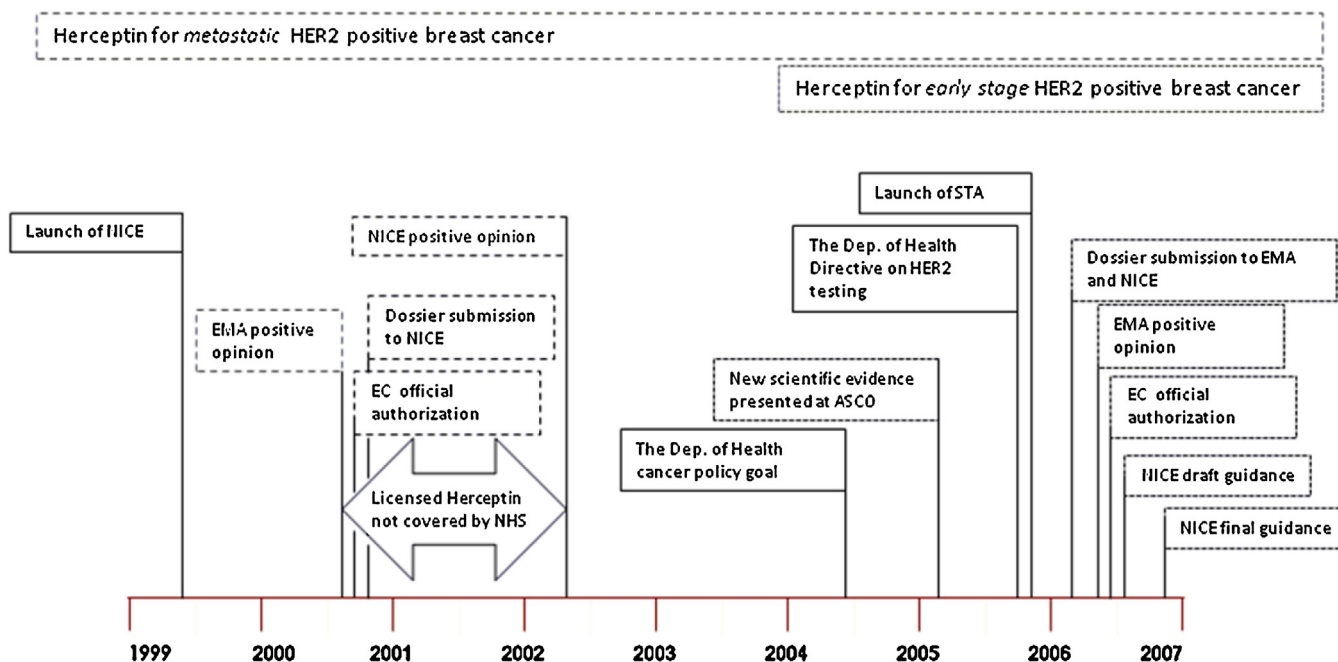 Herceptin for metastatic HER2 positive breast cancer
Herceptin for early stage HER2 positive breast cancer
Launch of STA
Launch of NICE
NICE positive opinion
The Dep. of Health
Directive on HER2
testing
Dossier submission to EMA
and NICE
EMA positive
opinion
Dossier submission
to NICE
EMA positive
opinion
New scientific evidence
presented at ASCO
EC official
authorization
EC official
authorization
The Dep. of Health
cancer policy goal
NICE draft guidance
Licensed Herceptin
not covered by NHS
NICE final guidance
1999 2000 2001 2002 2003 2004 2005 2006 2007